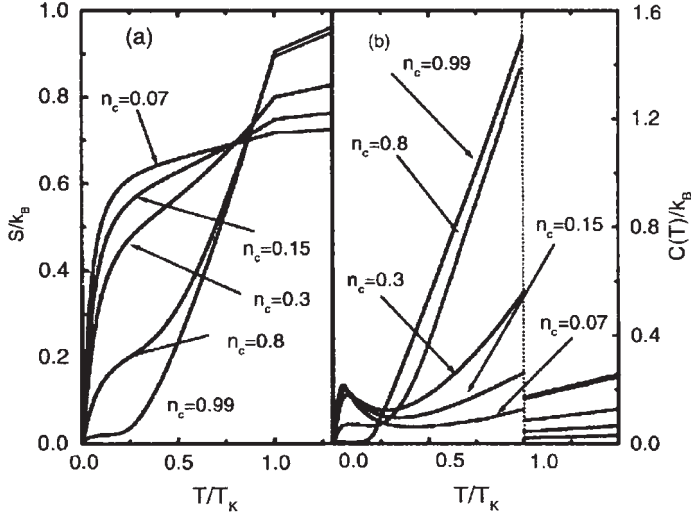 (a)
1.0
0.8
0.6
0.4
0.2
0.0
S/k_B
n_c=0.07
n_c=0.15
n_c=0.3
n_c=0.8
n_c=0.99
0.0 0.5 1.0
T/T_K
(b)
n_c=0.99
n_c=0.8
n_c=0.15
n_c=0.3
n_c=0.07
0.0 0.5 1.0
T/T_K
1.6
1.2
0.8
0.4
0.0
C(T)/k_B